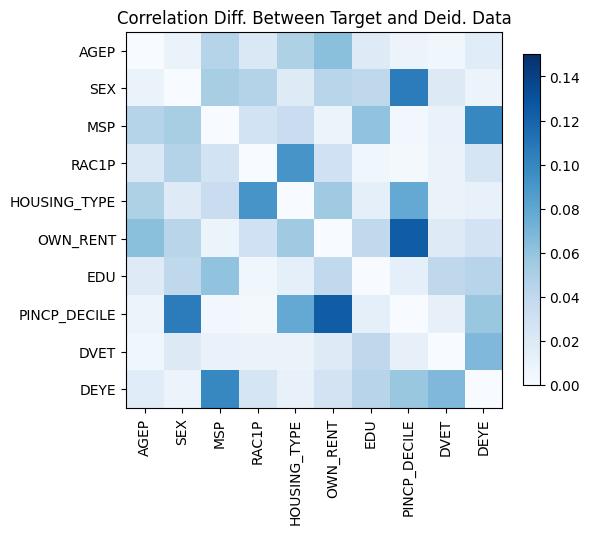 Correlation Diff. Between Target and Deid. Data
AGEP
SEX
MSP
RAC1P
HOUSING_TYPE
OWN_RENT
EDU
PINCP_DECILE
DVET
DEYE
AGEP
SEX
MSP
RAC1P
HOUSING_TYPE
OWN_RENT
EDU
PINCP_DECILE
DVET
DEYE
0.14
0.12
0.10
0.08
0.06
0.04
0.02
0.00